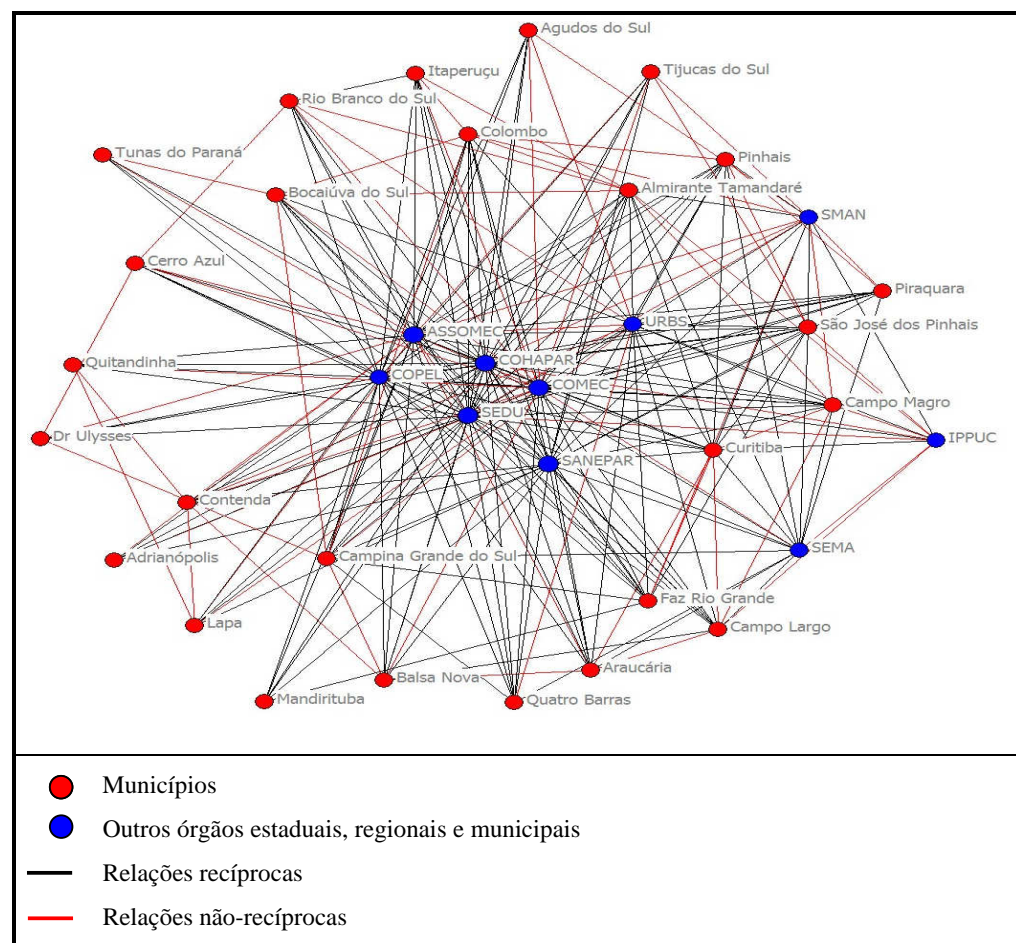 Agudos do Sul
Itaperuçu
Tijucas do Sul
Rio Branco do Sul
Colombo
Tunas do Paraná
Pinhais
Bocaiúva do Sul
Almirante Tamandaré
SMAN
Cerro Azul
Piraquara
ASSOMEC
URBS
São José dos Pinhais
Quitandinha
COHAPAR
COPEL
COMEC
Campo Magro
SEDU
Dr Ulysses
Curitiba
IPPUC
SANEPAR
Contenda
Adrianópolis
Campina Grande do Sul
SEMA
Faz Rio Grande
Lapa
Campo Largo
Araucária
Balsa Nova
Mandirituba
Quatro Barras
Municípios
Outros órgãos estaduais, regionais e municipais
Relações recíprocas
Relações não-recíprocas